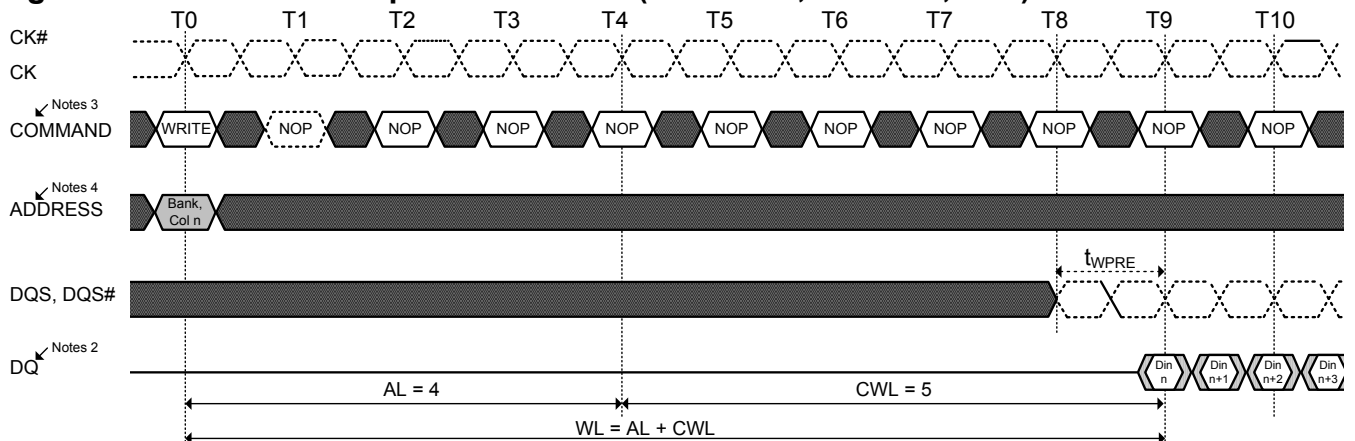 T0 T1 T2 T3 T4 T5 T6 T7 T8 T9 T10
CK#
CK
Notes 3
COMMAND WRITE NOP NOP NOP NOP NOP NOP NOP NOP NOP NOP
Notes 4
ADDRESS Bank,
Col n
tWPRE
DQS, DQS#
Notes 2
DQ
Din n Din n+1 Din n+2 Din n+3
AL = 4 CWL = 5
WL = AL + CWL